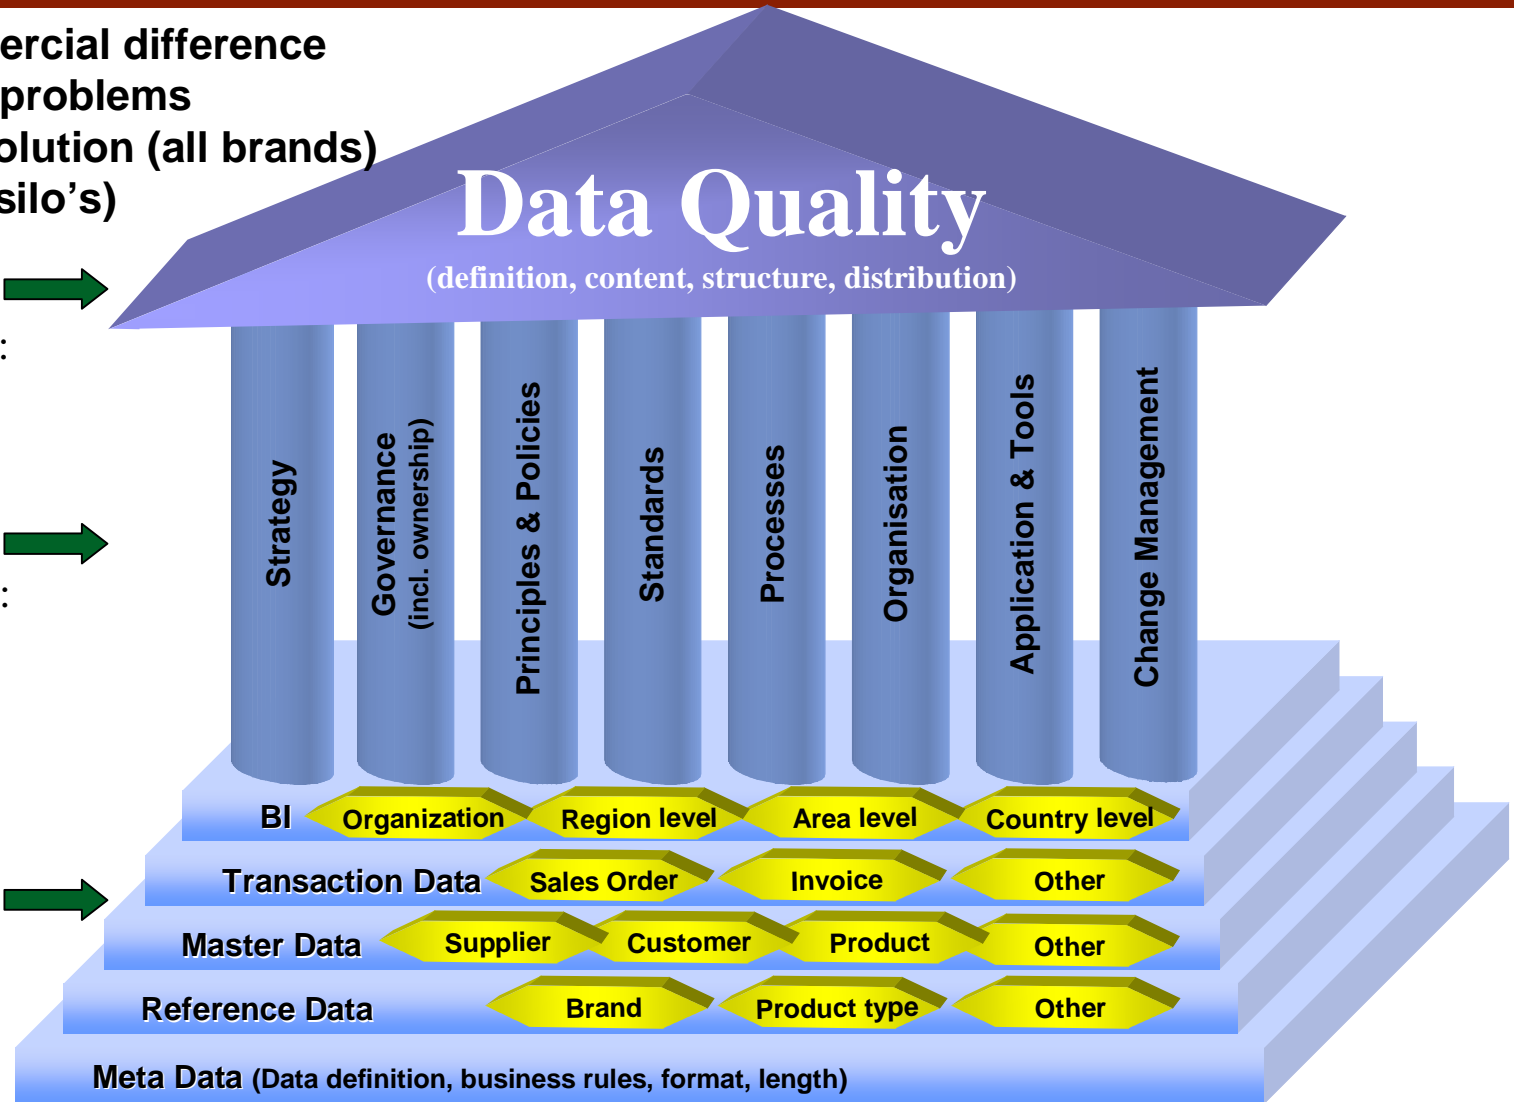 ercial difference
problems
olution (all brands)
silo’s)
Data Quality
(definition, content, structure, distribution)
:
:
Strategy
Governance
(incl. ownership)
Principles & Policies
Standards
Processes
Organisation
Application & Tools
Change Management
BI Organization Region level Area level Country level
Transaction Data Sales Order Invoice Other
Master Data Supplier Customer Product Other
Reference Data Brand Product type Other
Meta Data (Data definition, business rules, format, length)